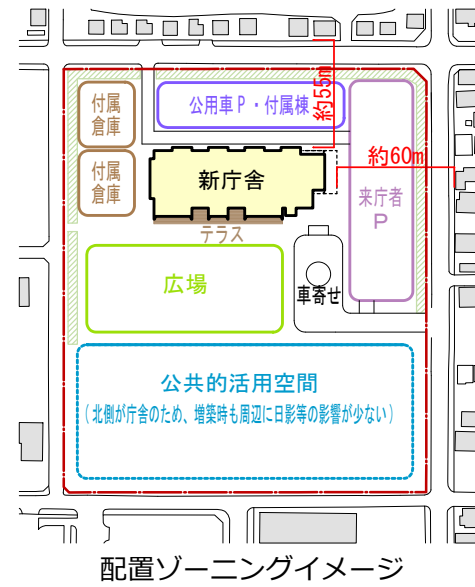 付属
倉庫
公用車P・付属棟
約55m
付属
倉庫
新庁舎
約60m
来庁者
P
テラス
広場
車寄せ
公共的活用空間
(北側が庁舎のため、増築時も周辺に日影等の影響が少ない)
配置ゾーニングイメージ